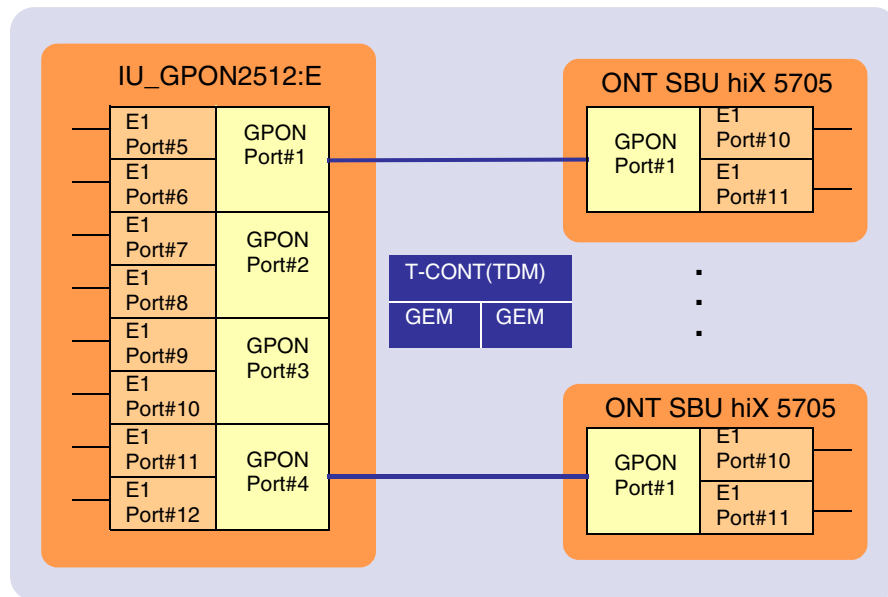 IU_GPON2512:E
E1
Port#5
E1
Port#6
GPON
Port#1
E1
Port#7
E1
Port#8
GPON
Port#2
E1
Port#9
E1
Port#10
GPON
Port#3
E1
Port#11
E1
Port#12
GPON
Port#4
T-CONT(TDM)
GEM GEM
ONT SBU hiX 5705
GPON
Port#1
E1
Port#10
E1
Port#11
ONT SBU hiX 5705
GPON
Port#1
E1
Port#10
E1
Port#11